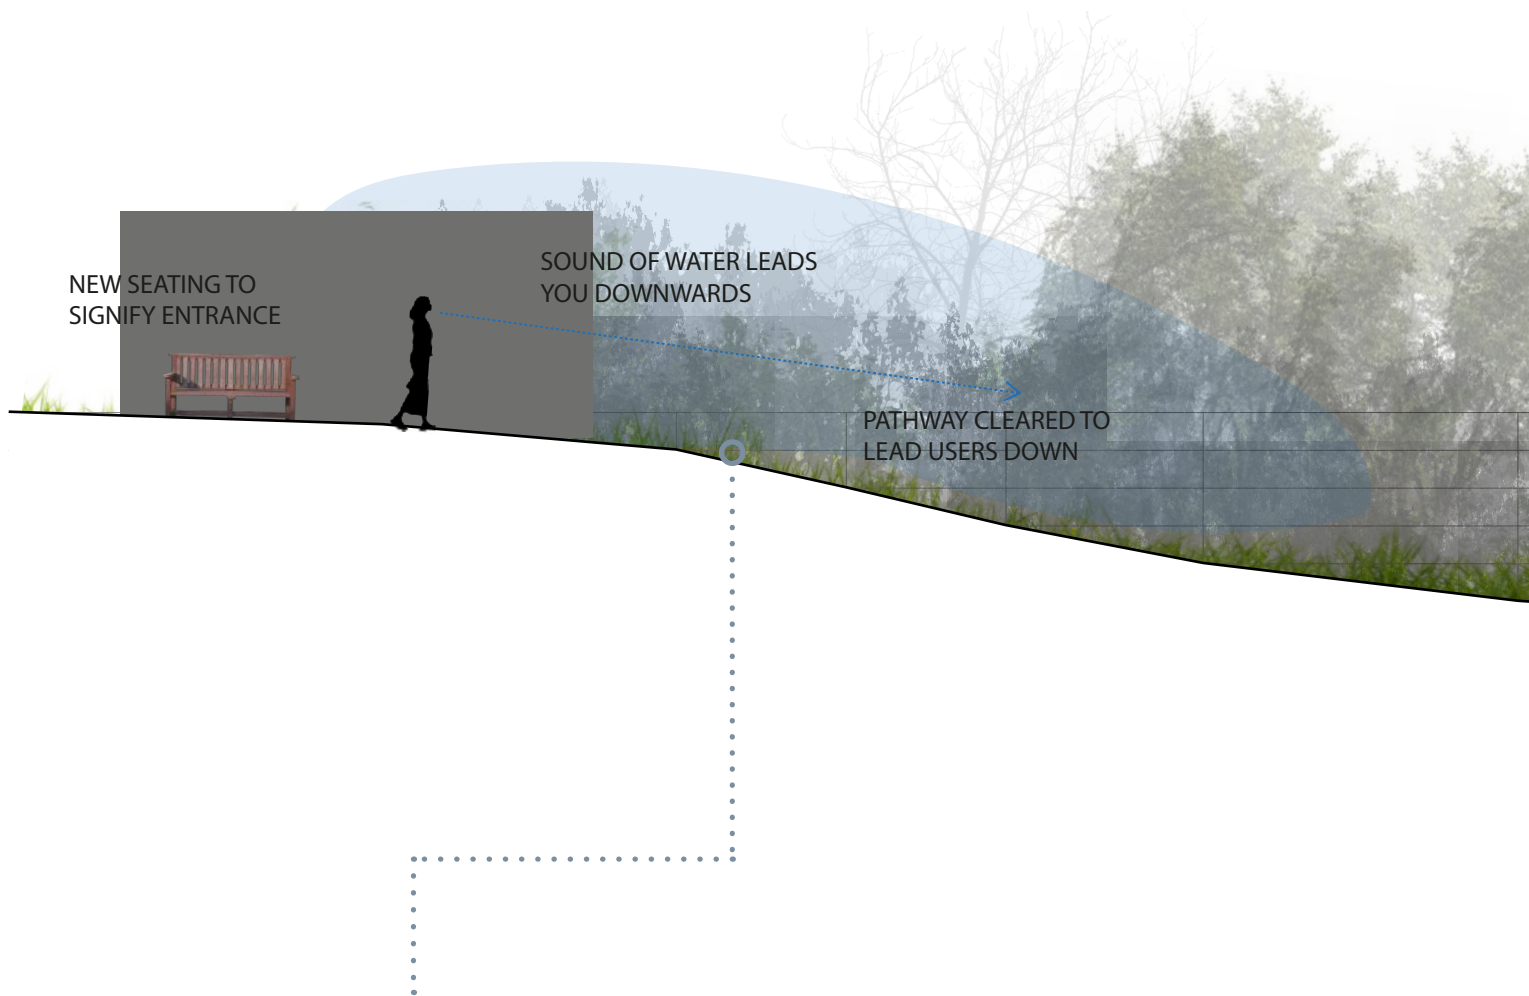 NEW SEATING TO
SIGNIFY ENTRANCE
SOUND OF WATER LEADS
YOU DOWNWARDS
PATHWAY CLEARED TO
LEAD USERS DOWN